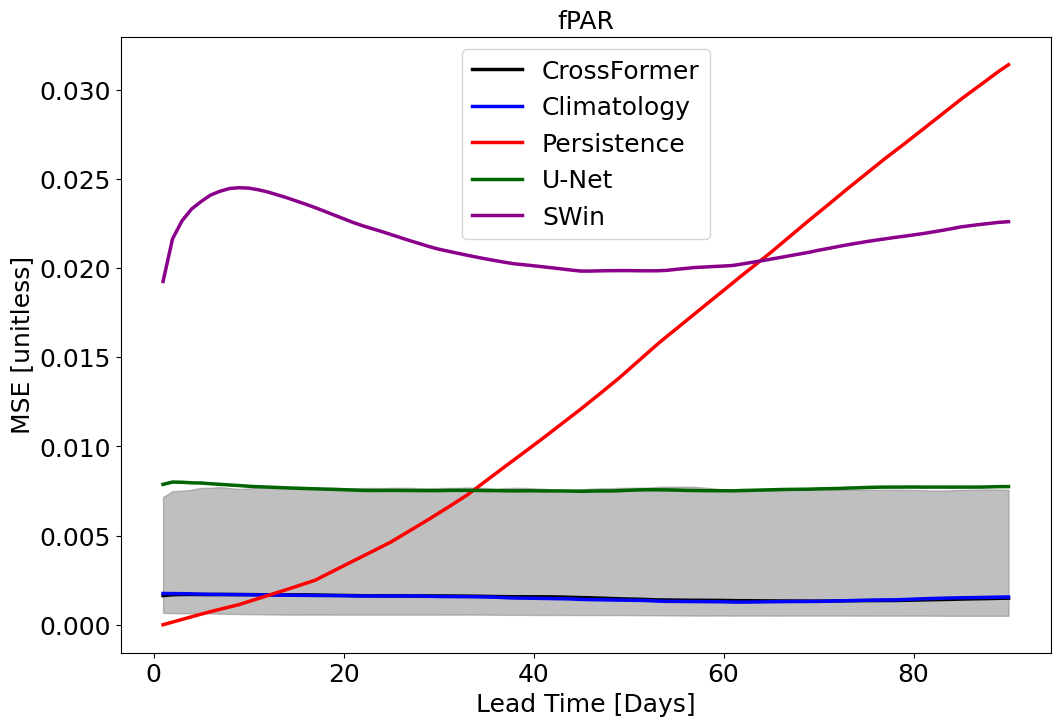 fPAR
CrossFormer
Climatology
Persistence
U-Net
SWin
MSE [unitless]
0.030
0.025
0.020
0.015
0.010
0.005
0.000
0 20 40 60 80
Lead Time [Days]